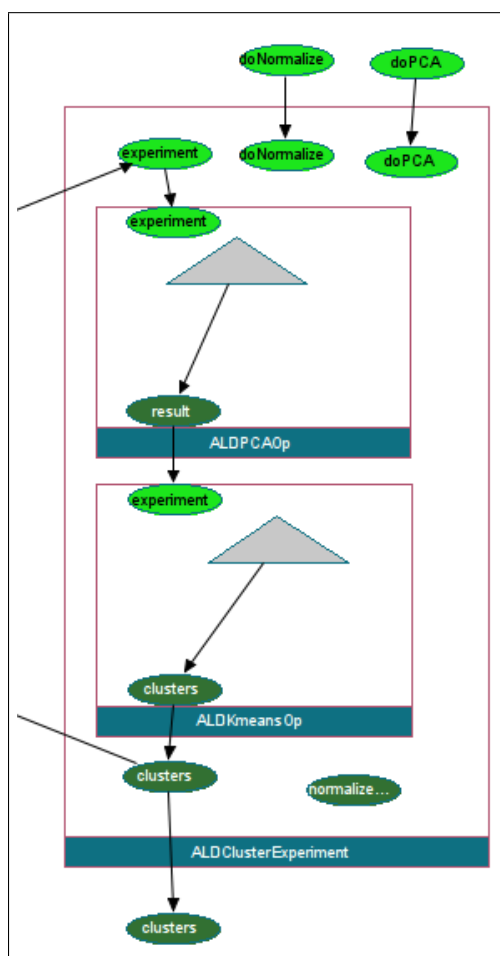 doNormalize
doPCA
experiment
doNormalize
doPCA
experiment
result
ALDPCAOp
experiment
clusters
ALDKmeansOp
clusters
normalize...
ALDClusterExperiment
clusters